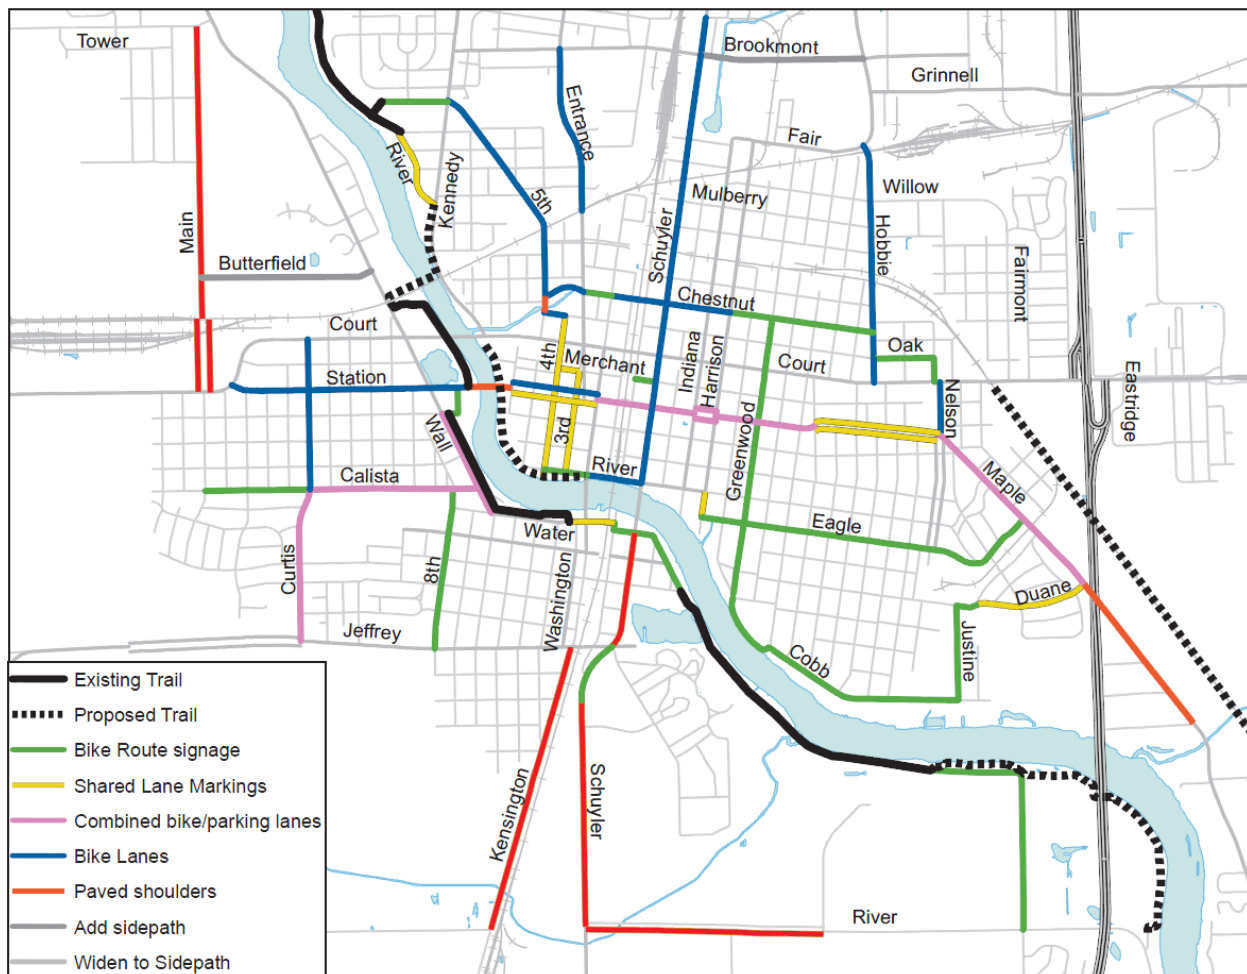 Tower
Brookmont
Grinnell
Entrance
Fair
River
Kennedy
Willow
Mulberry
5th
Main
Schuyler
Hobbie
Fairmont
Butterfield
Chestnut
Court
4th
Merchant
Indiana
Harrison
Court
Oak
Eastridge
Station
Nelson
Wall
3rd
Greenwood
River
Calista
Maple
Water
Eagle
Curtis
8th
Washington
Duane
Jeffrey
Justine
Cobb
Existing Trail
Proposed Trail
Bike Route signage
Shared Lane Markings
Combined bike/parking lanes
Bike Lanes
Paved shoulders
Add sidepath
Widen to Sidepath
Kensington
Schuyler
River